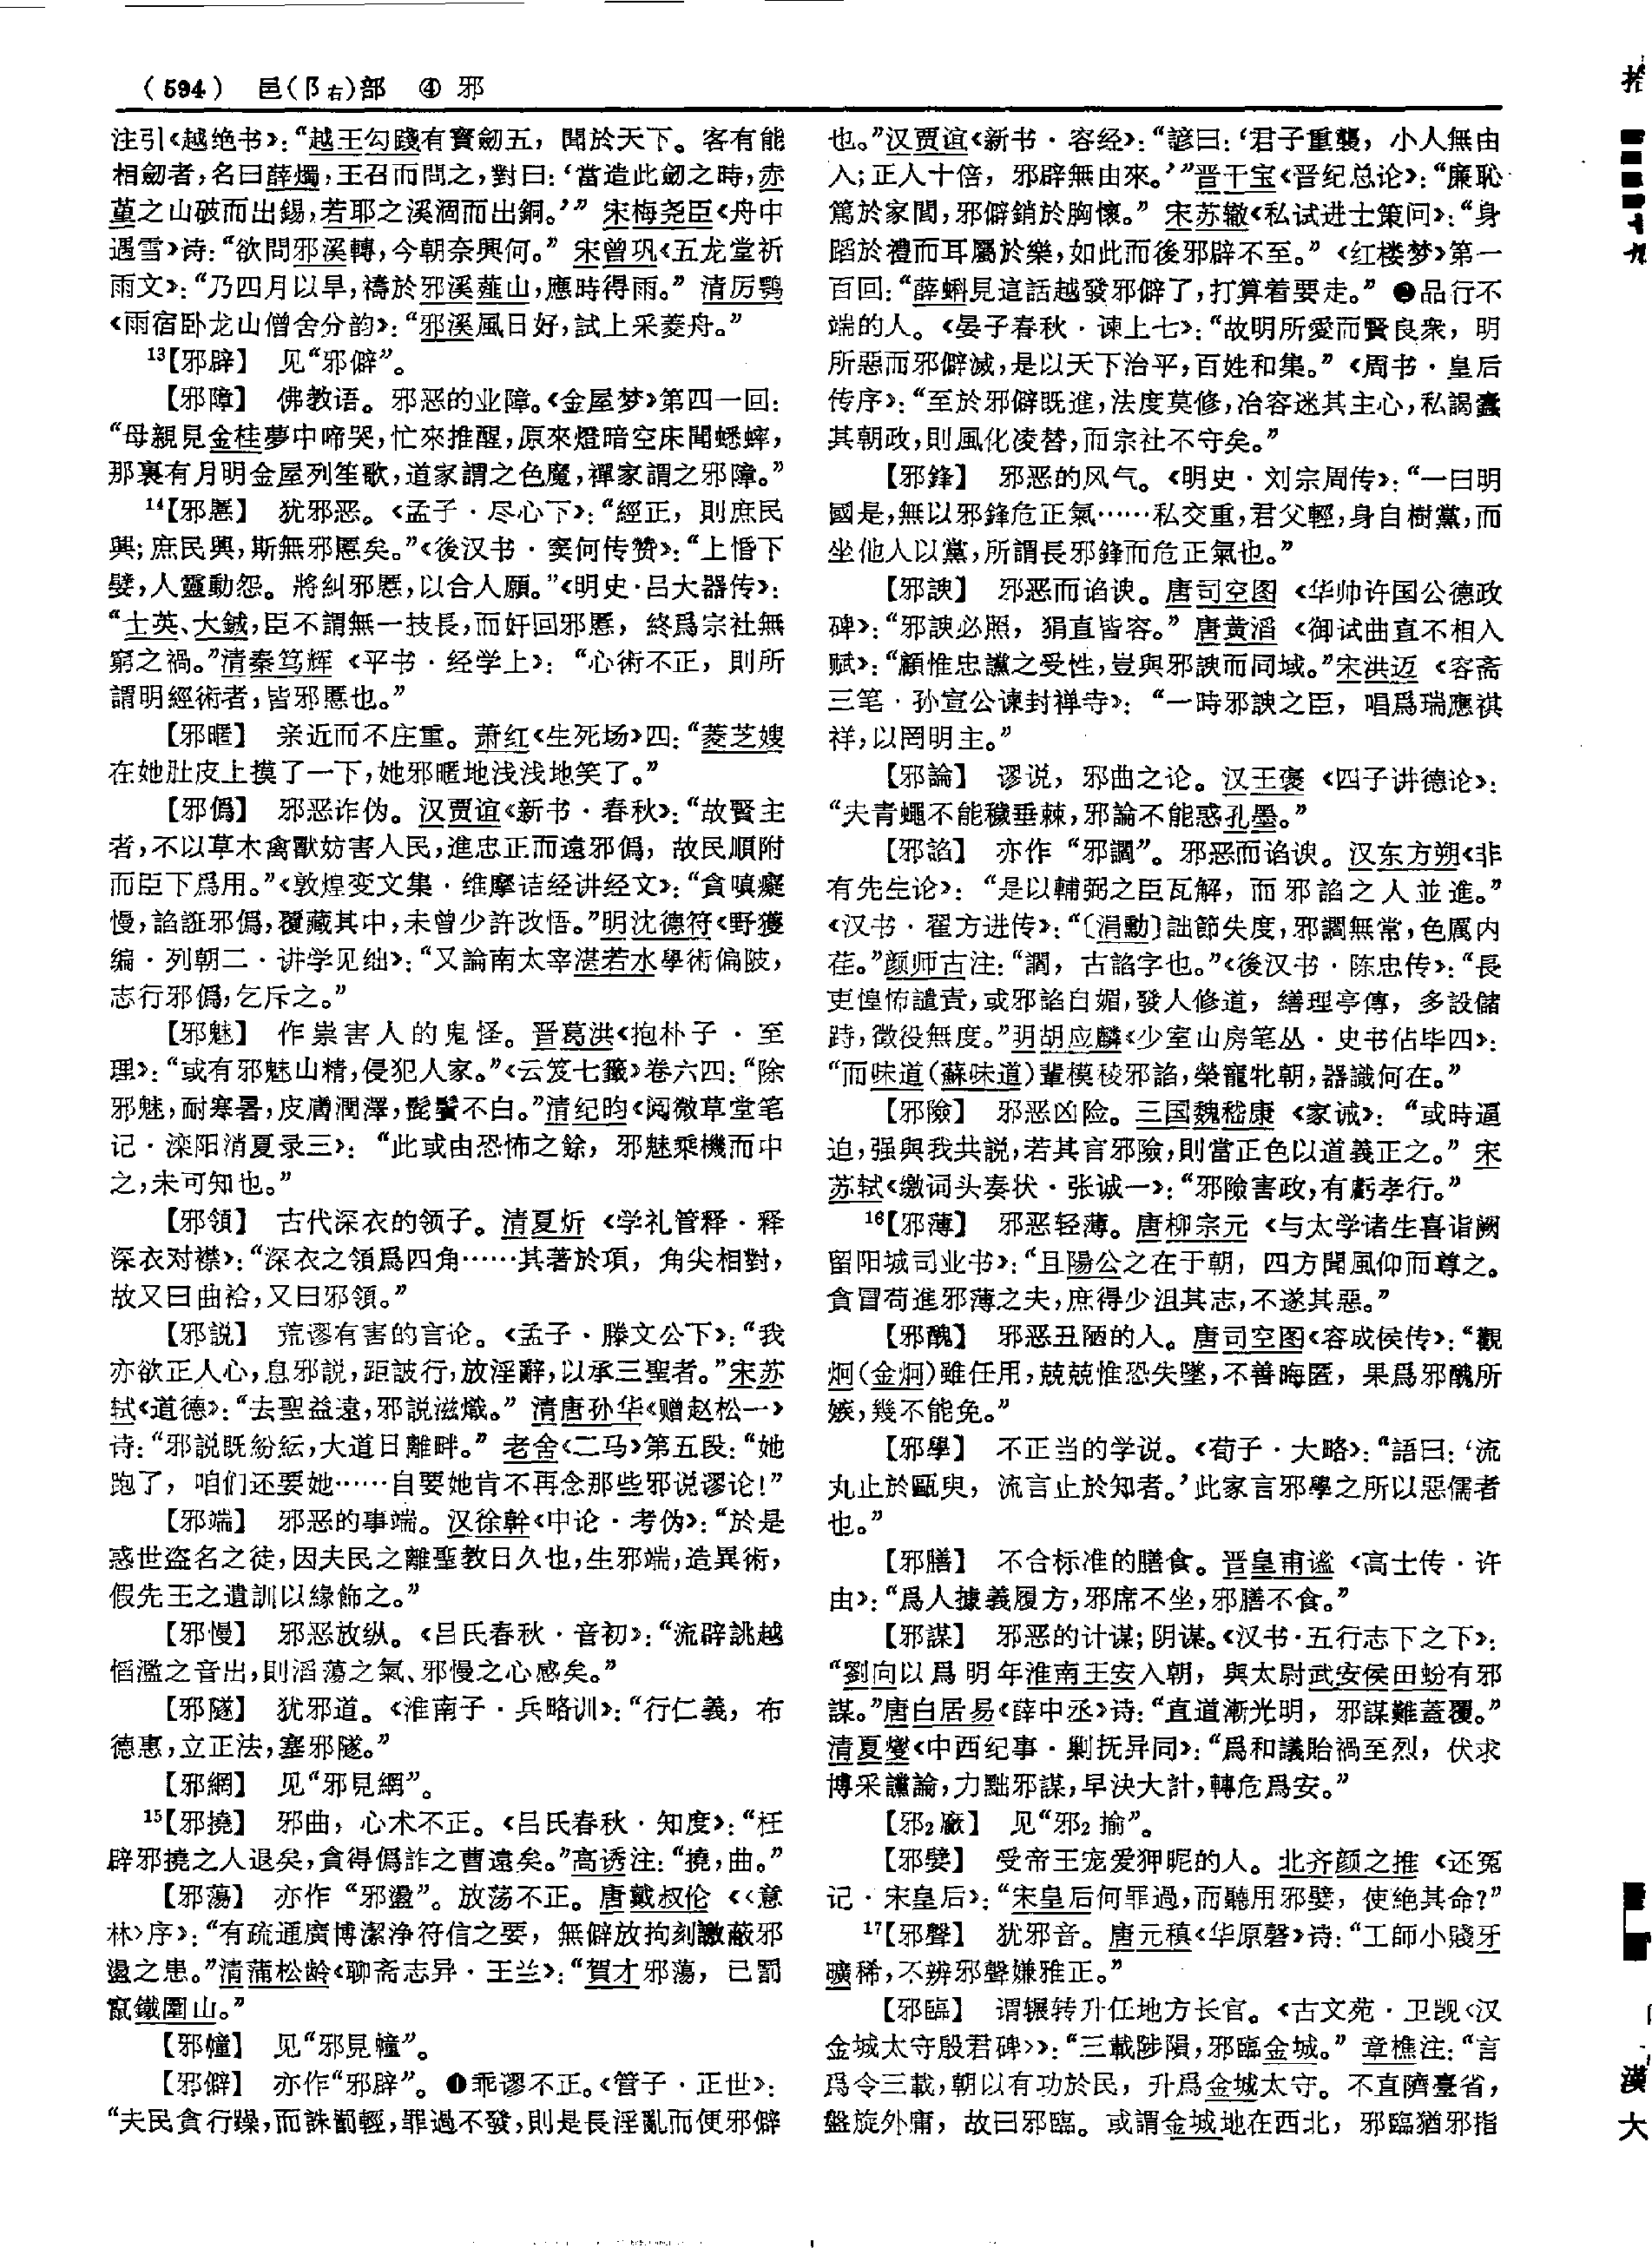 （594） 邑(阝右)部 ④ 邪
注引《越绝书》：“越王勾踐有寶劒五，聞於天下。客有能
相劒者，名曰薛燭，王召而問之，對曰：‘當造此劒之時，赤
堇之山破而出錫，若耶之溪涸而出銅。’” 宋梅尧臣《舟中
遇雪》诗：“欲問邪溪轉，今朝奈興何。” 宋曾巩《五龙堂祈
雨文》：“乃四月以旱，禱於邪溪蕥山，應時得雨。” 清厉鹗
《雨宿卧龙山僧舍分韵》：“邪溪風日好，試上采菱舟。”
13【邪辟】 见“邪僻”。
【邪障】 佛教语。邪恶的业障。《金屋梦》第四一回：
“母親見金桂夢中啼哭，忙來推醒，原來燈暗空床聞蟋蟀，
那裏有月明金屋列笙歌，道家謂之色魔，禪家謂之邪障。”
14【邪慝】 犹邪恶。《孟子·尽心下》：“經正，則庶民
興；庶民興，斯無邪慝矣。”《後汉书·窦何传赞》：“上惛下
嬖，人靈動怨。將糾邪慝，以合人願。”《明史·吕大器传》：
“士英、大鋮，臣不謂無一技長，而奸回邪慝，終爲宗社無
窮之禍。”清秦笃辉《平书·经学上》：“心術不正，則所
謂明經術者，皆邪慝也。”
【邪暱】 亲近而不庄重。萧红《生死场》四：“菱芝嫂
在她肚皮上摸了一下，她邪暱地浅浅地笑了。”
【邪僞】 邪恶诈伪。汉贾谊《新书·春秋》：“故賢主
者，不以草木禽獸妨害人民，進忠正而遠邪僞，故民順附
而臣下爲用。”《敦煌变文集·维摩诘经讲经文》：“貪嗔癡
慢，諂誑邪僞，覆藏其中，未曾少許改悟。”明沈德符《野獲
编·列朝二·讲学见绌》：“又論南太宰湛若水學術偏陂，
志行邪僞，乞斥之。”
【邪魅】 作祟害人的鬼怪。晋葛洪《抱朴子·至
理》：“或有邪魅山精，侵犯人家。”《云笈七籤》卷六四：“除
邪魅，耐寒暑，皮膚潤澤，髭鬢不白。”清纪昀《阅微草堂笔
记·滦阳消夏录三》：“此或由恐怖之餘，邪魅乘機而中
之，未可知也。”
【邪領】 古代深衣的领子。清夏炘《学礼管释·释
深衣对襟》：“深衣之領爲四角……其著於項，角尖相對，
故又曰曲袷，又曰邪領。”
【邪説】 荒谬有害的言论。《孟子·滕文公下》：“我
亦欲正人心，息邪説，距詖行，放淫辭，以承三聖者。”宋苏
轼《道德》：“去聖益遠，邪説滋熾。” 清唐孙华《赠赵松一》
诗：“邪説既紛紜，大道日離畔。” 老舍《二马》第五段：“她
跑了，咱们还要她……自要她肯不再念那些邪说谬论！”
【邪端】 邪恶的事端。汉徐幹《中论·考伪》：“於是
惑世盗名之徒，因夫民之離聖教日久也，生邪端，造異術，
假先王之遺訓以緣飾之。”
【邪慢】 邪恶放纵。《吕氏春秋·音初》：“流辟誂越
慆濫之音出，則滔蕩之氣、邪慢之心感矣。”
【邪隧】 犹邪道。《淮南子·兵略训》：“行仁義，布
德惠，立正法，塞邪隧。”
【邪網】 见“邪見網”。
15【邪撓】 邪曲，心术不正。《吕氏春秋·知度》：“枉
辟邪撓之人退矣，貪得僞詐之曹遠矣。”高诱注：“撓，曲。”
【邪蕩】 亦作“邪盪”。放荡不正。唐戴叔伦《〈意
林〉序》：“有疏通廣博潔浄符信之要，無僻放拘刻譏蔽邪
盪之患。”清蒲松龄《聊斋志异·王兰》：“賀才邪蕩，已罰
竄鐵圍山。”
【邪幢】 见“邪見幢”。
【邪僻】 亦作“邪辟”。❶乖谬不正。《管子·正世》：
“夫民貪行躁，而誅罰輕，罪過不發，則是長淫亂而便邪僻
也。”汉贾谊《新书·容经》：“諺曰：‘君子重襲，小人無由
入；正人十倍，邪辟無由來。’”晋干宝《晋纪总论》：“廉恥
篤於家閭，邪僻銷於胸懷。” 宋苏辙《私试进士策问》：“身
蹈於禮而耳屬於樂，如此而後邪辟不至。”《红楼梦》第一
百回：“薛蝌見這話越發邪僻了，打算着要走。” ❷品行不
端的人。《晏子春秋·谏上七》：“故明所愛而賢良衆，明
所惡而邪僻滅，是以天下治平，百姓和集。”《周书·皇后
传序》：“至於邪僻既進，法度莫修，冶容迷其主心，私謁蠹
其朝政，則風化凌替，而宗社不守矣。”
【邪鋒】 邪恶的风气。《明史·刘宗周传》：“一曰明
國是，無以邪鋒危正氣……私交重，君父輕，身自樹黨，而
坐他人以黨，所謂長邪鋒而危正氣也。”
【邪諛】 邪恶而谄谀。唐司空图《华帅许国公德政
碑》：“邪諛必照，狷直皆容。” 唐黄滔《御试曲直不相入
赋》：“顧惟忠讜之受性，豈與邪諛而同域。”宋洪迈《容斋
三笔·孙宣公谏封禅寺》：“一時邪諛之臣，唱爲瑞應祺
祥，以罔明主。”
【邪論】 谬说，邪曲之论。汉王褒《四子讲德论》：
“夫青蠅不能穢垂棘，邪論不能惑孔墨。”
【邪諂】 亦作“邪讇”。邪恶而谄谀。汉东方朔《非
有先生论》：“是以輔弼之臣瓦解，而邪諂之人並進。”
《汉书·翟方进传》：“〔涓勳〕詘節失度，邪讇無常，色厲内
荏。”颜师古注：“讇，古諂字也。”《後汉书·陈忠传》：“長
吏惶怖譴責，或邪諂自媚，發人修道，繕理亭傳，多設儲
跱，徵役無度。”明胡应麟《少室山房笔丛·史书佔毕四》：
“而味道（蘇味道）輩模稜邪諂，榮寵牝朝，器識何在。”
【邪險】 邪恶凶险。三国魏嵇康《家诫》：“或時逼
迫，强與我共説，若其言邪險，則當正色以道義正之。” 宋
苏轼《缴词头奏状·张诚一》：“邪險害政，有虧孝行。”
16【邪薄】 邪恶轻薄。唐柳宗元《与太学诸生喜诣阙
留阳城司业书》：“且陽公之在于朝，四方聞風仰而尊之。
貪冒苟進邪薄之夫，庶得少沮其志，不遂其惡。”
【邪醜】 邪恶丑陋的人。唐司空图《容成侯传》：“觀
炯（金炯）雖任用，兢兢惟恐失墜，不善晦匿，果爲邪醜所
嫉，幾不能免。”
【邪學】 不正当的学说。《荀子·大略》：“語曰：‘流
丸止於甌臾，流言止於知者。’此家言邪學之所以惡儒者
也。”
【邪膳】 不合标准的膳食。晋皇甫谧《高士传·许
由》：“爲人據義履方，邪席不坐，邪膳不食。”
【邪謀】 邪恶的计谋；阴谋。《汉书·五行志下之下》：
“劉向以爲明年淮南王安入朝，與太尉武安侯田蚡有邪
謀。”唐白居易《薛中丞》诗：“直道漸光明，邪謀難蓋覆。”
清夏燮《中西纪事·剿抚异同》：“爲和議貽禍至烈，伏求
博采讜論，力黜邪謀，早決大計，轉危爲安。”
【邪2廠】 见“邪2揄”。
【邪嬖】 受帝王宠爱狎昵的人。北齐颜之推《还冤
记·宋皇后》：“宋皇后何罪過，而聽用邪嬖，使絶其命？”
17【邪聲】 犹邪音。唐元稹《华原磬》诗：“工師小賤牙
曠稀，不辨邪聲嫌雅正。”
【邪臨】 谓辗转升任地方长官。《古文苑·卫觊〈汉
金城太守殷君碑〉》：“三載陟隕，邪臨金城。” 章樵注：“言
爲令三載，朝以有功於民，升爲金城太守。不直隮臺省，
盤旋外庸，故曰邪臨。或謂金城地在西北，邪臨猶邪指
漢
大